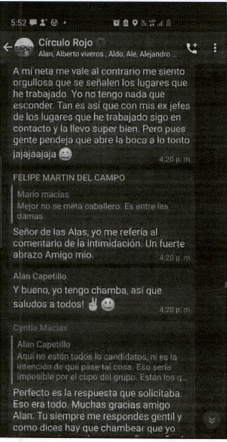 5:52
Círculo Rojo
Alan, Alberto viveros , Aldo, Ale, Alejandro ...
A mí neta me vale al contrario me siento
orgullosa que se señalen los lugares que
he trabajado. Yo no tengo nada que
esconder. Tan es así que con mis ex jefes
de los lugares que he trabajado sigo en
contacto y la llevo super bien. Pero pues
gente pendeja que abre la boca a lo tonto
jajajaajaja 😀
4:20 p. m.
FELIPE MARTIN DEL CAMPO
Mario macias
Mejor no se meta caballero. Es entre las
damas
Señor de las Alas, yo me refería al
comentario de la intimidación. Un fuerte
abrazo Amigo mio.
4:20 p. m.
Alan Capetillo
Y bueno, yo tengo chamba, así que
saludos a todos! ✌😀
4:20 p. m.
Cyntia Macias
Alan Capetillo
Aquí no están todos lo candidatos, ni es la
intención de que pase tal cosa. Eso sería
imposible por el cupo del grupo. Están los q...
Perfecto es la respuesta que solicitaba.
Eso era todo. Muchas gracias amigo
Alan. Tu siempre me respondes gentil y
como dices hay que chambear que yo